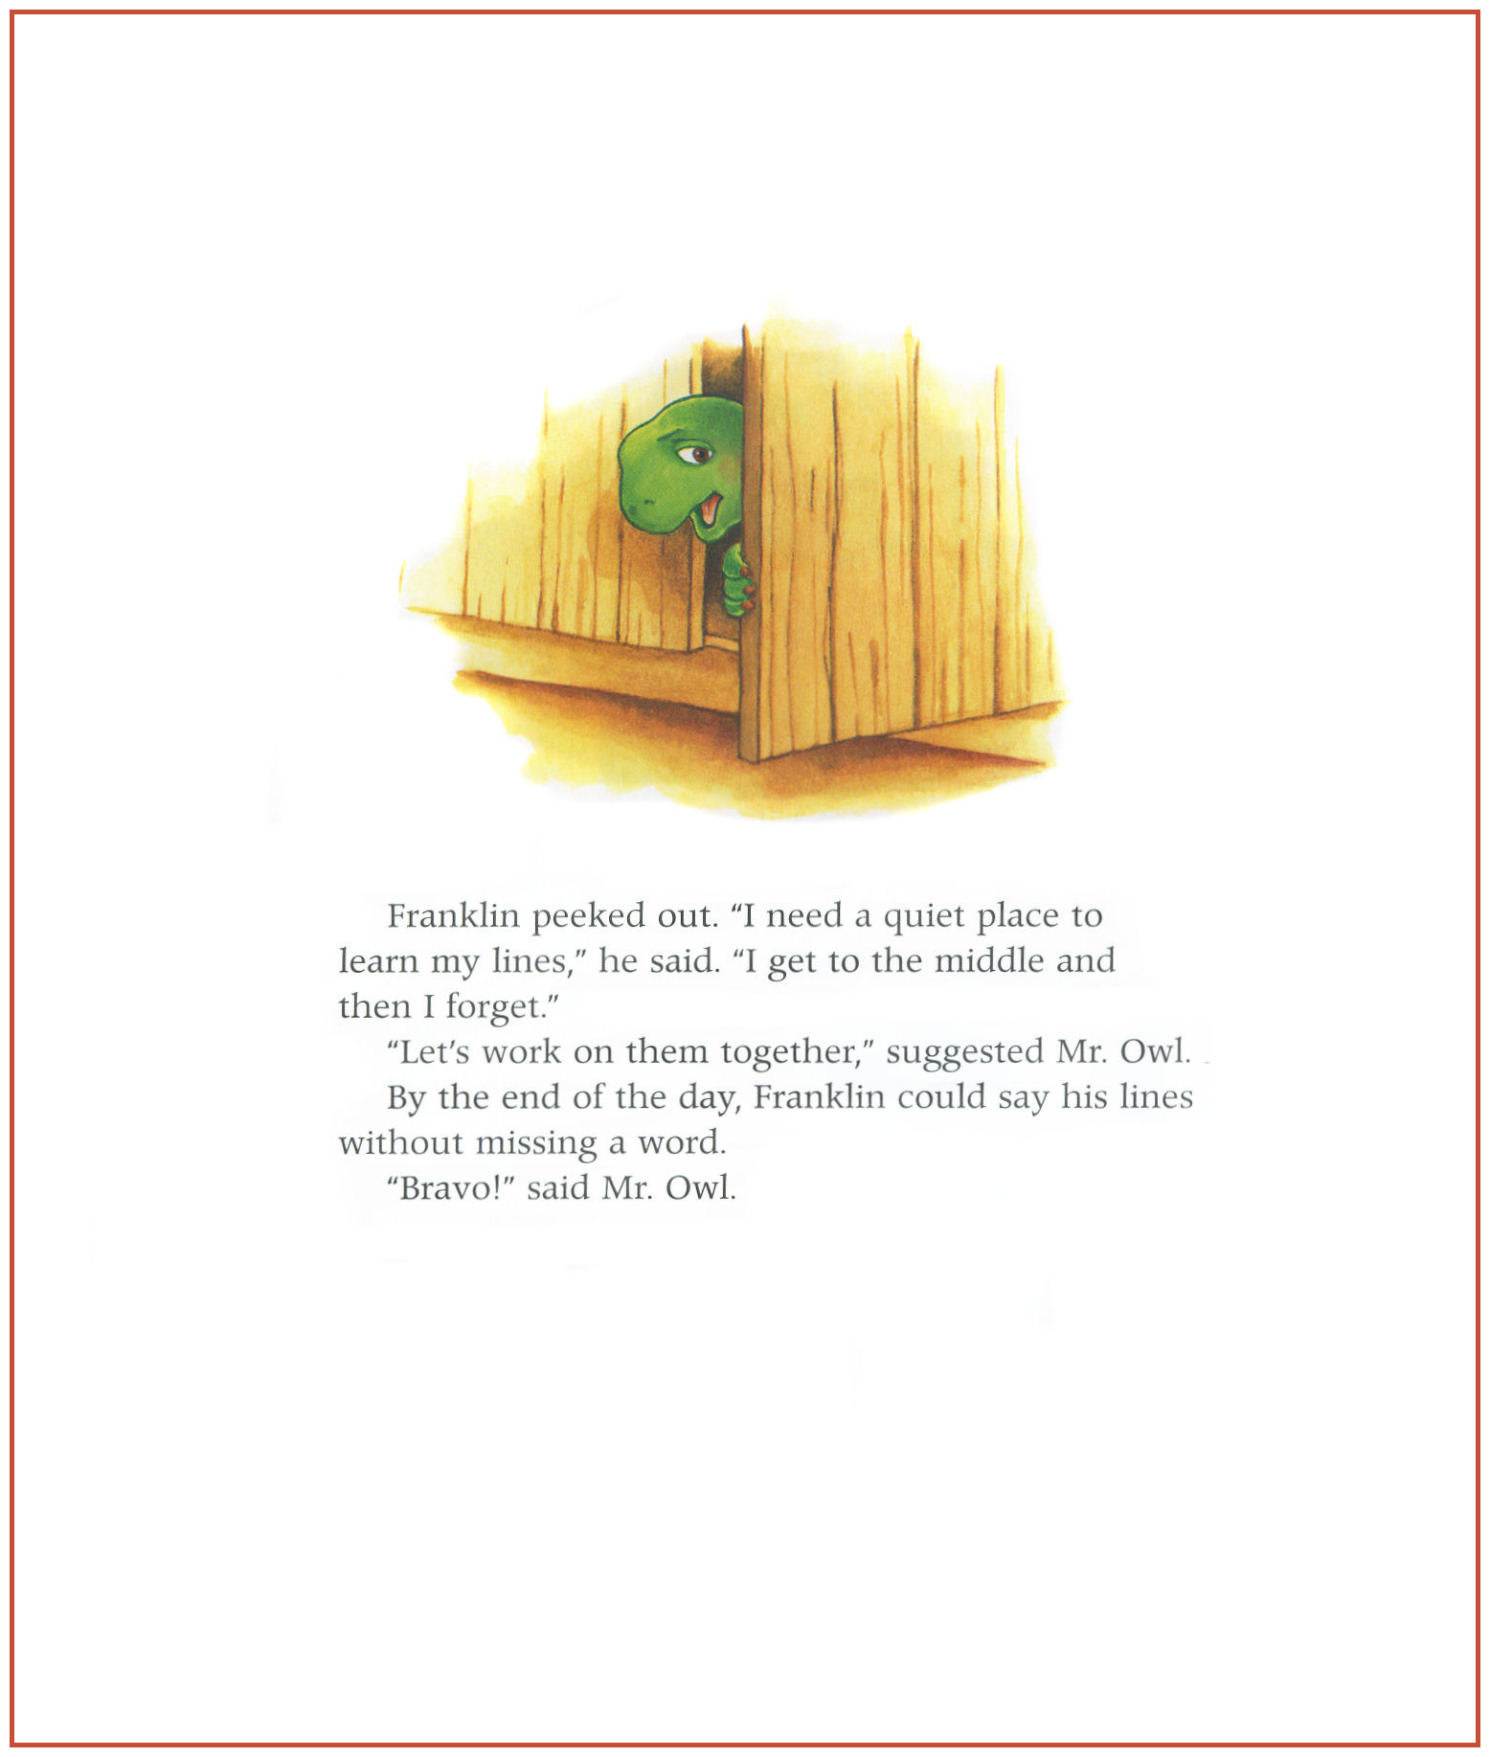 Franklin peeked out. “I need a quiet place to
learn my lines,” he said. “I get to the middle and
then I forget.”
“Let’s work on them together,” suggested Mr. Owl.
By the end of the day, Franklin could say his lines
without missing a word.
“Bravo!” said Mr. Owl.